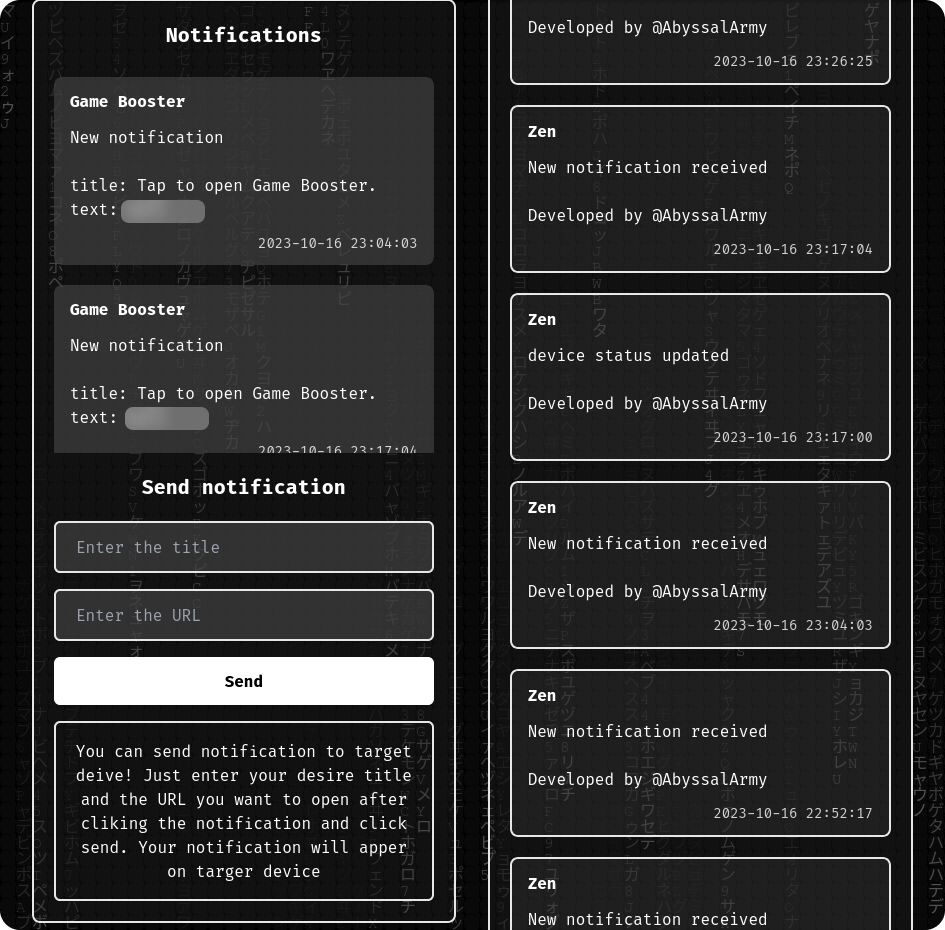 Notifications
Game Booster
New notification
title: Tap to open Game Booster.
text:
2023-10-16 23:04:03
Game Booster
New notification
title: Tap to open Game Booster.
text:
2023-10-16 23:17:04
Send notification
Enter the title
Enter the URL
Send
You can send notification to target
deive! Just enter your desire title
and the URL you want to open after
cliking the notification and click
send. Your notification will apper
on targer device
Developed by @AbyssalArmy
2023-10-16 23:26:25
Zen
New notification received
Developed by @AbyssalArmy
2023-10-16 23:17:04
Zen
device status updated
Developed by @AbyssalArmy
2023-10-16 23:17:00
Zen
New notification received
Developed by @AbyssalArmy
2023-10-16 23:04:03
Zen
New notification received
Developed by @AbyssalArmy
2023-10-16 22:52:17
Zen
New notification received